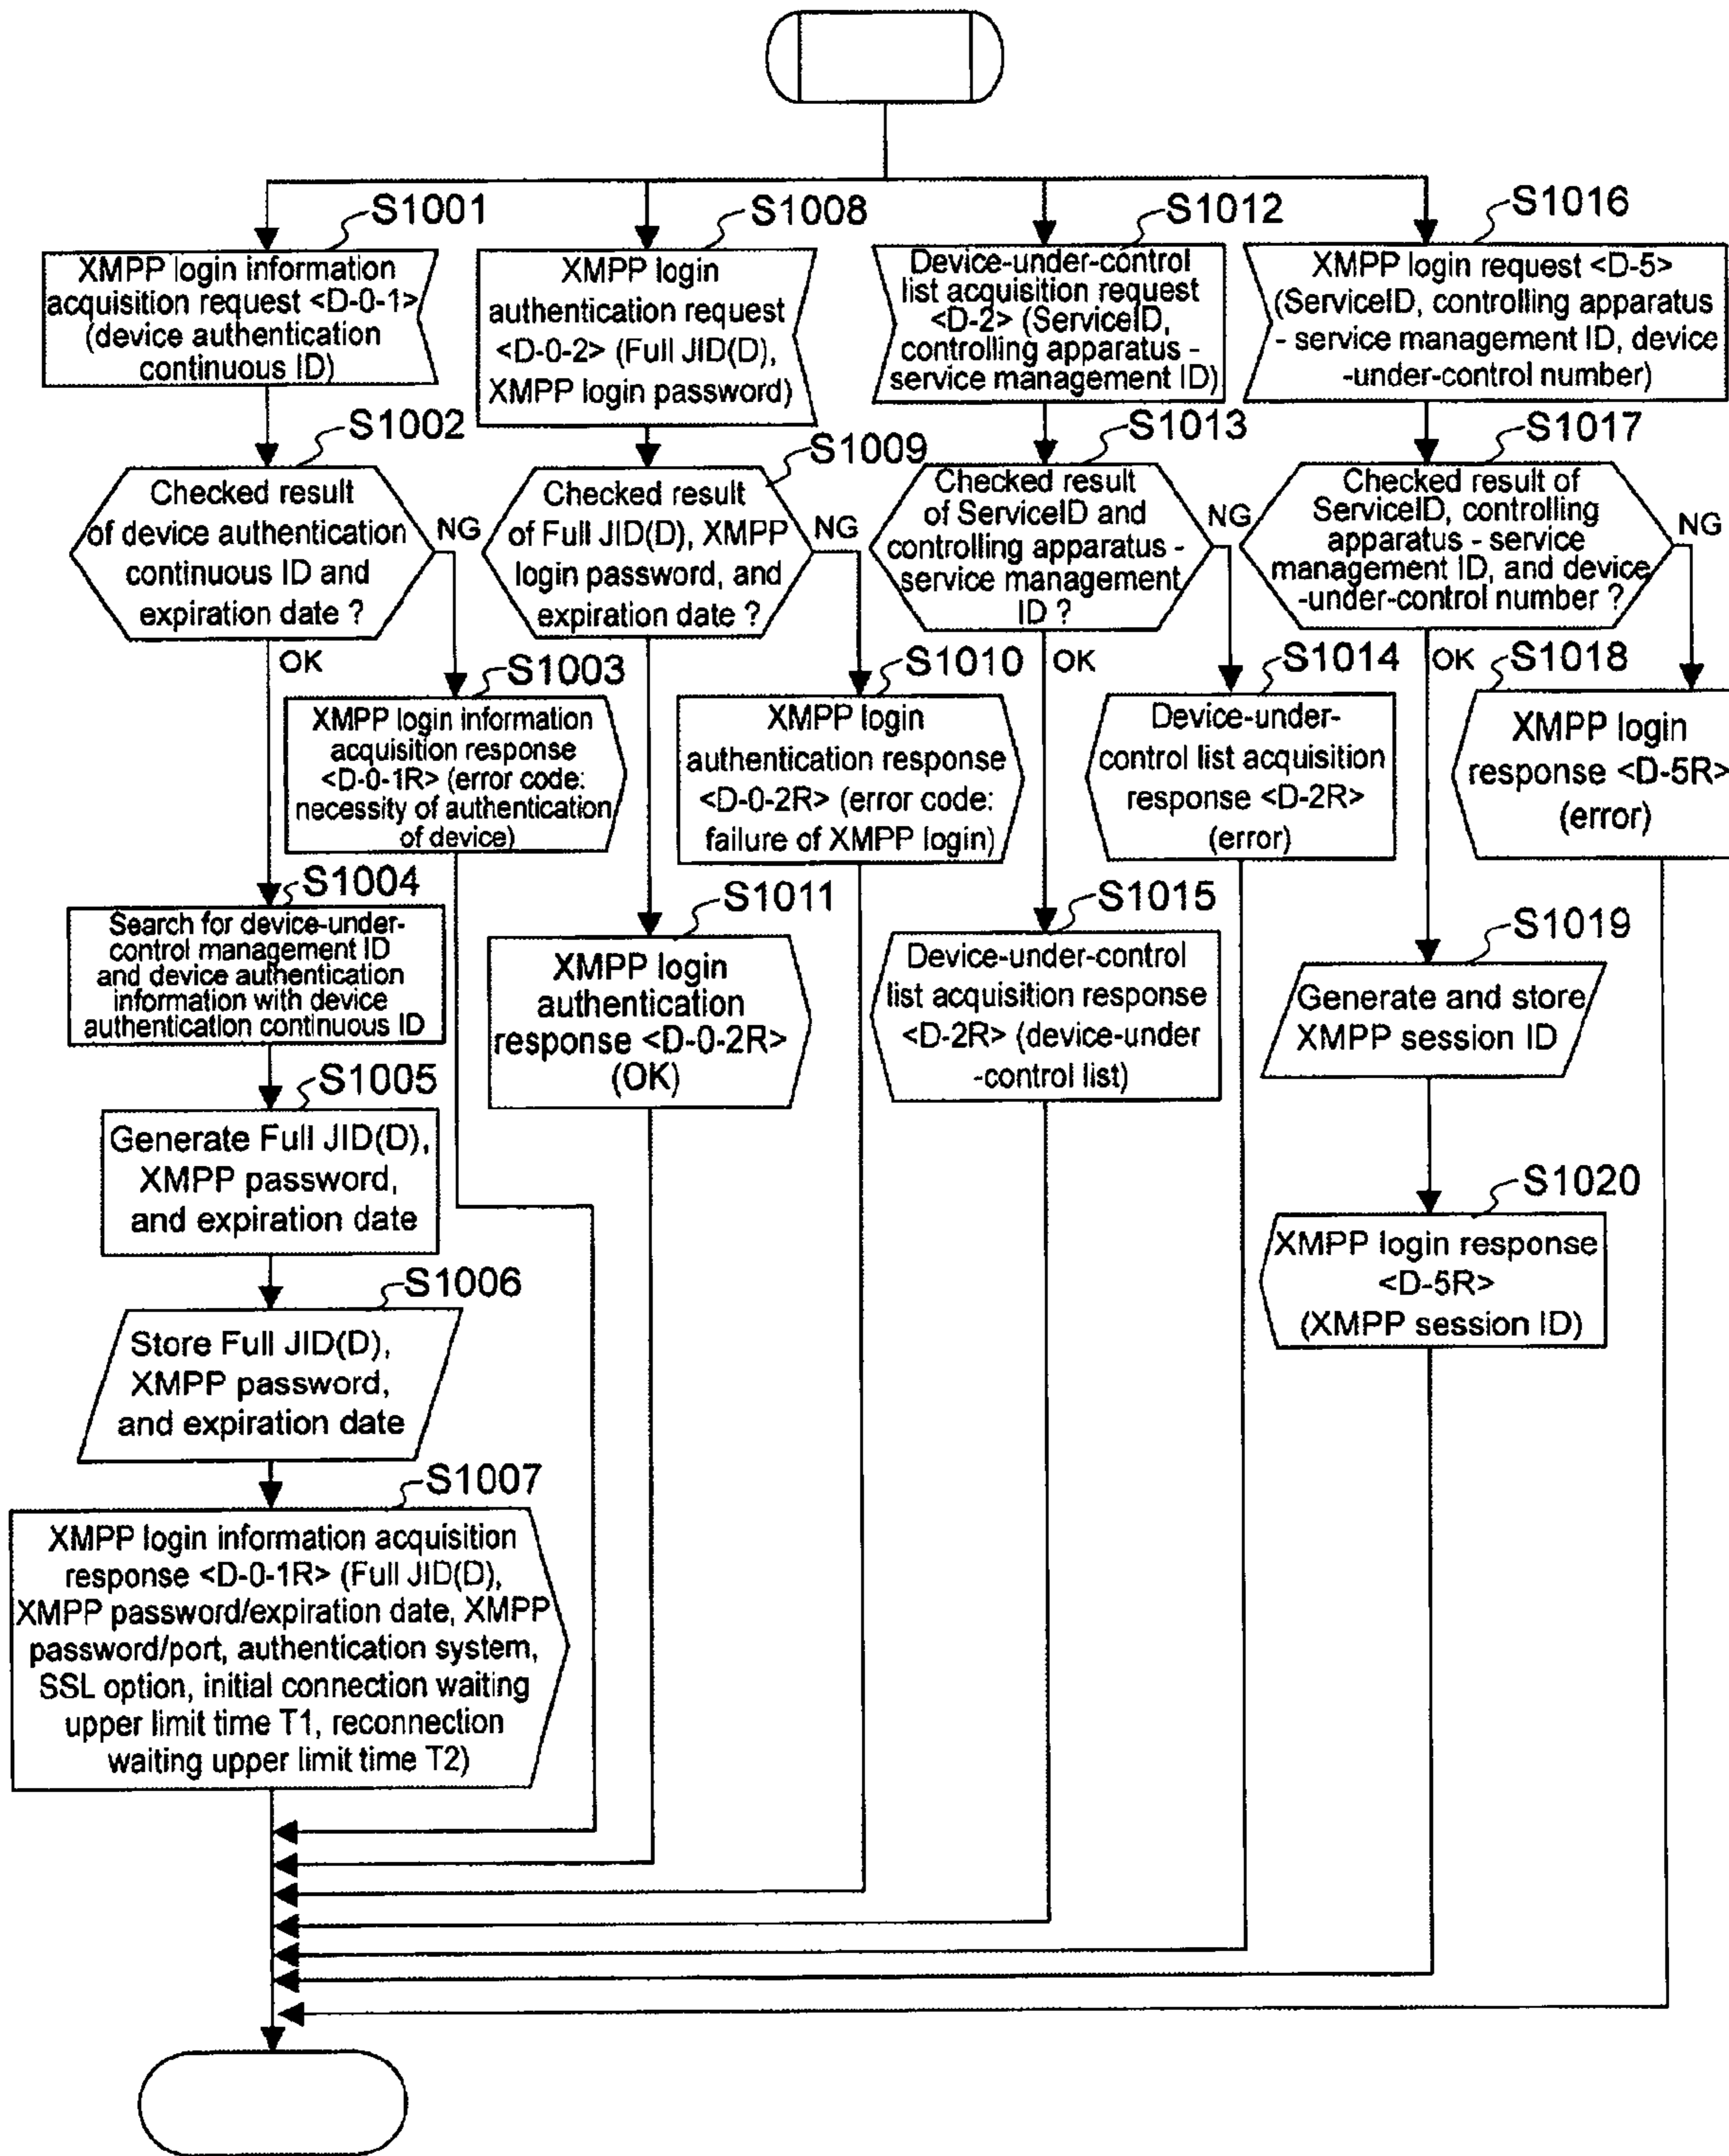 S1001
XMPP login information
acquisition request <D-0-1>
(device authentication
continuous ID)
S1002
Checked result
of device authentication
continuous ID and
expiration date ?
NG
OK
S1003
XMPP login information
acquisition response
<D-0-1R> (error code:
necessity of authentication
of device)
S1004
Search for device-under-
control management ID
and device authentication
information with device
authentication continuous ID
S1005
Generate Full JID(D),
XMPP password,
and expiration date
S1006
Store Full JID(D),
XMPP password,
and expiration date
S1007
XMPP login information acquisition
response <D-0-1R> (Full JID(D),
XMPP password/expiration date, XMPP
password/port, authentication system,
SSL option, initial connection waiting
upper limit time T1, reconnection
waiting upper limit time T2)
S1008
XMPP login
authentication request
<D-0-2> (Full JID(D),
XMPP login password)
S1009
Checked result
of Full JID(D), XMPP
login password, and
expiration date ?
NG
S1010
XMPP login
authentication response
<D-0-2R> (error code:
failure of XMPP login)
S1011
XMPP login
authentication
response <D-0-2R>
(OK)
S1012
Device-under-control
list acquisition request
<D-2> (ServiceID,
controlling apparatus -
service management ID)
S1013
Checked result
of ServiceID and
controlling apparatus -
service management
ID ?
NG
OK
S1014
Device-under-
control list acquisition
response <D-2R>
(error)
S1015
Device-under-control
list acquisition response
<D-2R> (device-under
-control list)
S1016
XMPP login request <D-5>
(ServiceID, controlling apparatus
- service management ID, device
-under-control number)
S1017
Checked result of
ServiceID, controlling
apparatus - service
management ID, and device
-under-control number ?
NG
OK
S1018
XMPP login
response <D-5R>
(error)
S1019
Generate and store
XMPP session ID
S1020
XMPP login response
<D-5R>
(XMPP session ID)